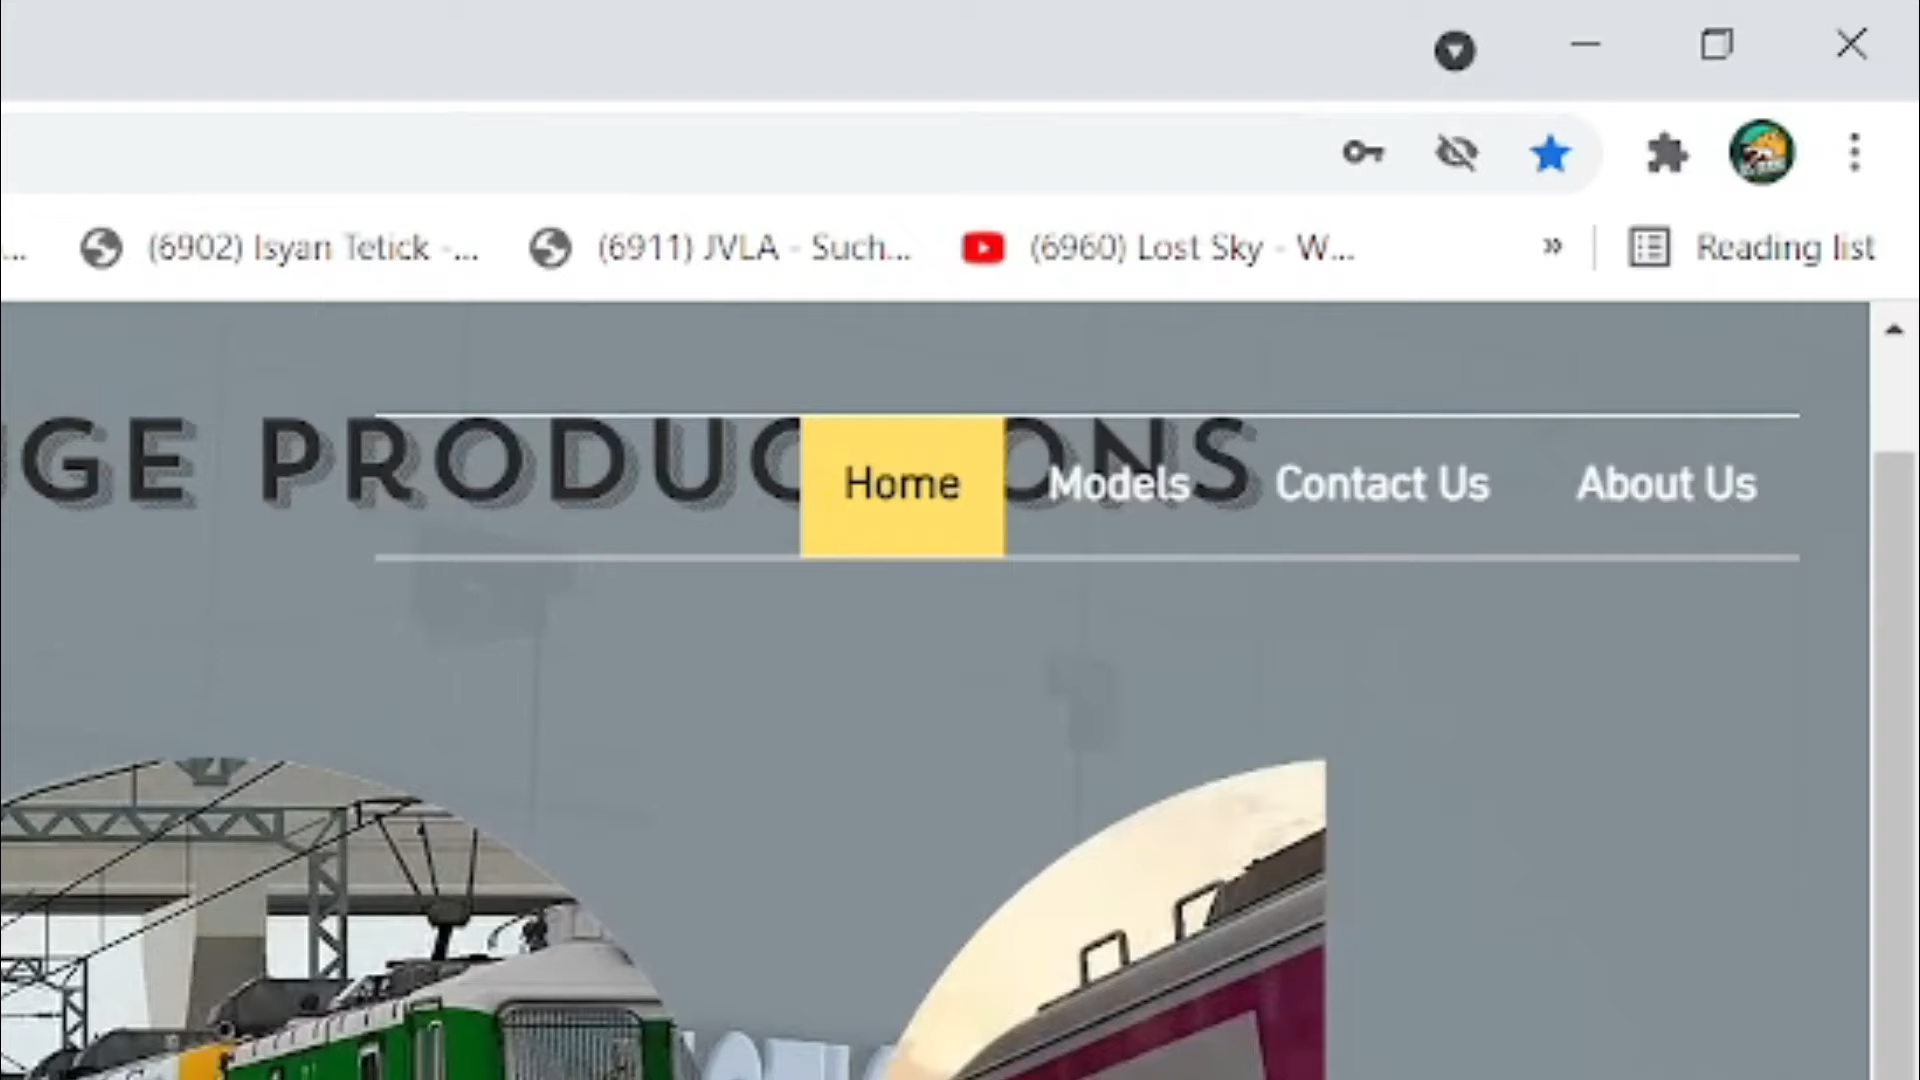 ... (6902) Isyan Tetick -... (6911) JVLA - Such... (6960) Lost Sky - W... » Reading list
GE PRODUC ONS
Home Models Contact Us About Us